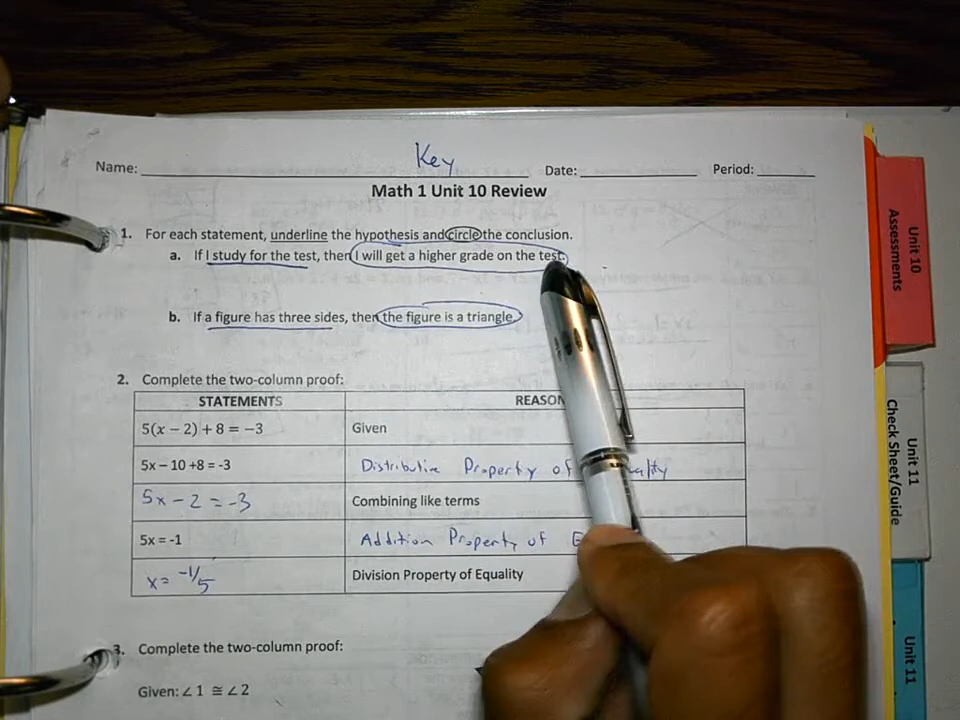 Key
Name: Date: Period:
Math 1 Unit 10 Review
1. For each statement, underline the hypothesis and circle the conclusion.
a. If I study for the test, then I will get a higher grade on the test.
b. If a figure has three sides, then the figure is a triangle.
2. Complete the two-column proof:
STATEMENTS REASON
5(x − 2) + 8 = −3 Given
5x – 10 +8 = -3 Distributive Property of
5x - 2 = -3 Combining like terms
5x = -1 Addition Property of
x = -1/5 Division Property of Equality
3. Complete the two-column proof:
Given: ∠1 ≅ ∠2
Unit 10
Assessments
Unit 11
Check Sheet/Guide
Unit 11